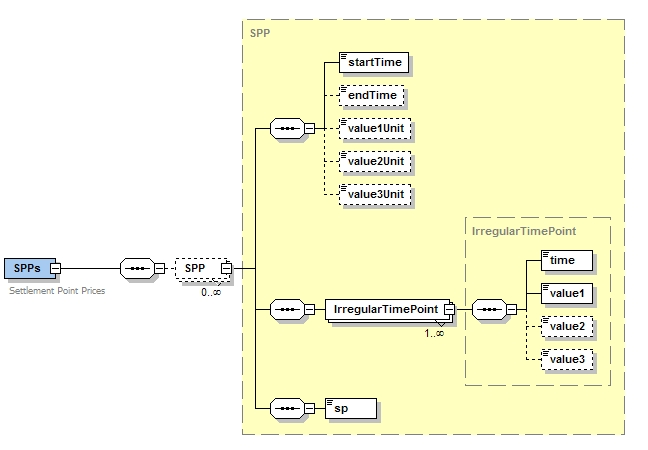 SPP
startTime
endTime
value1Unit
value2Unit
value3Unit
SPPs
Settlement Point Prices
SPP
0..∞
IrregularTimePoint
1..∞
IrregularTimePoint
time
value1
value2
value3
sp